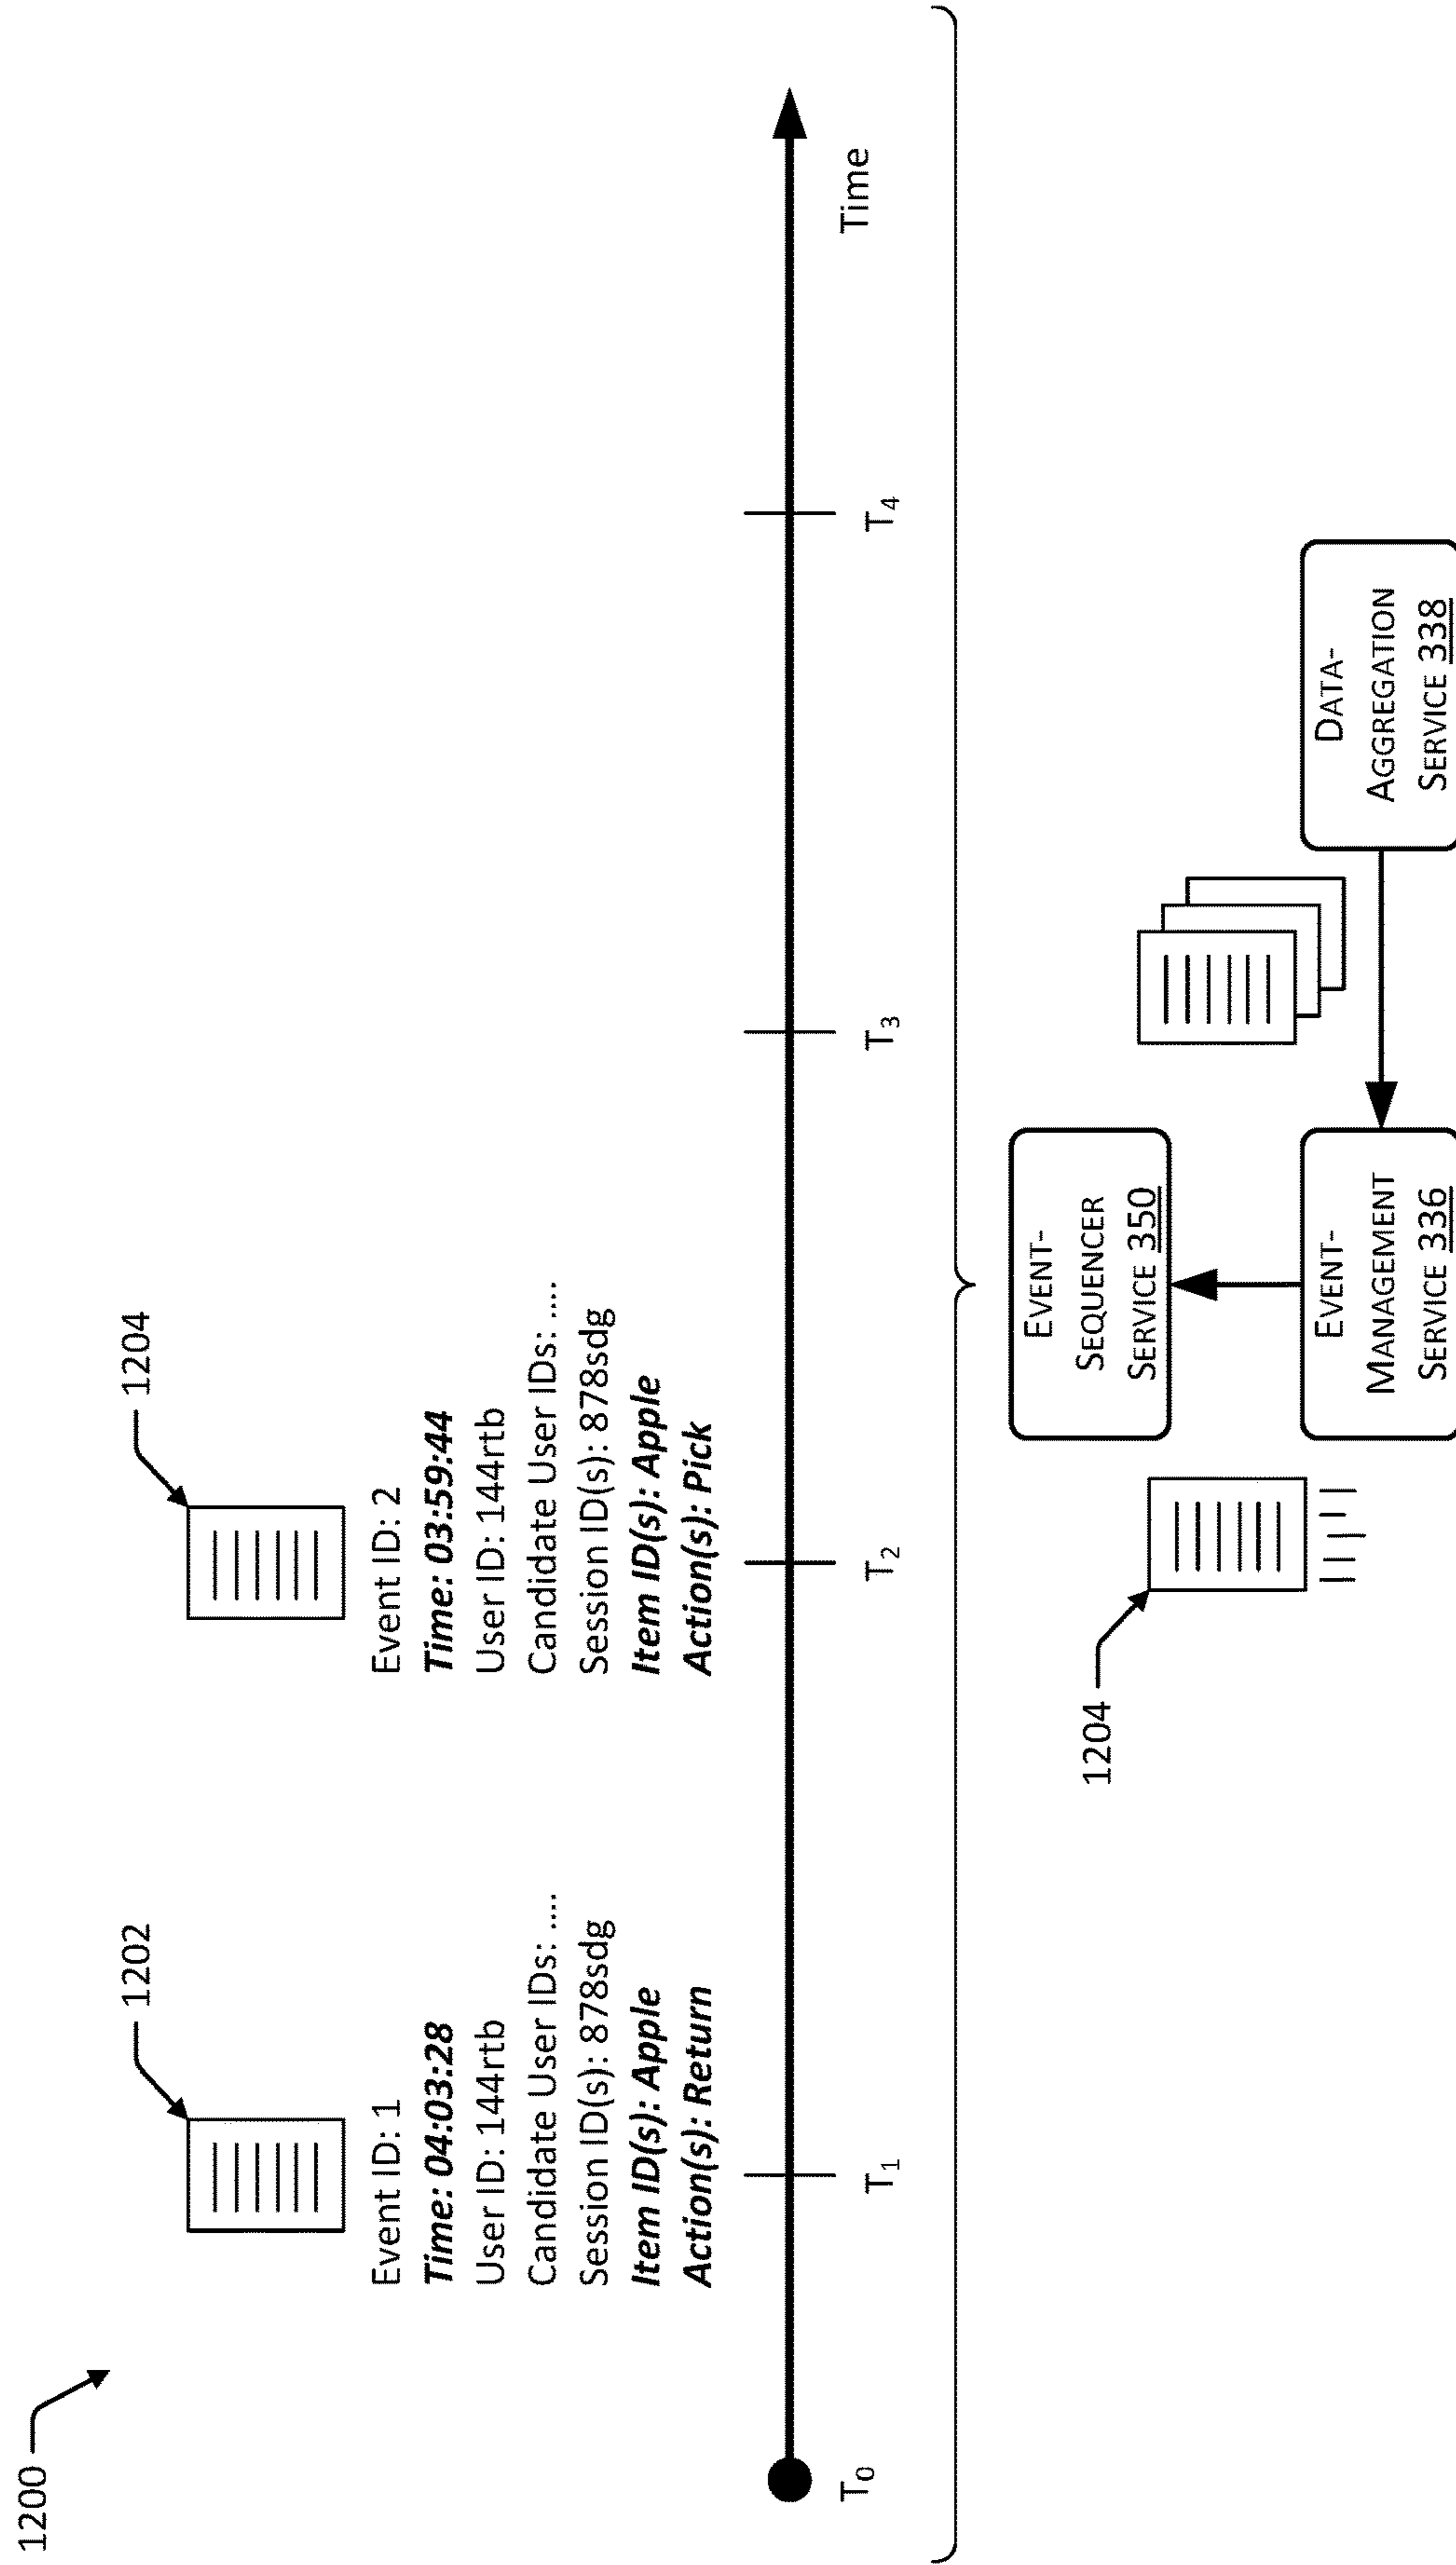 1200
1202
Event ID: 1
Time: 04:03:28
User ID: 144rtb
Candidate User IDs: ....
Session ID(s): 878sdg
Item ID(s): Apple
Action(s): Return
1204
Event ID: 2
Time: 03:59:44
User ID: 144rtb
Candidate User IDs: ....
Session ID(s): 878sdg
Item ID(s): Apple
Action(s): Pick
T0
T1
T2
T3
T4
Time
1204
EVENT-
SEQUENCER
SERVICE 350
EVENT-
MANAGEMENT
SERVICE 336
DATA-
AGGREGATION
SERVICE 338